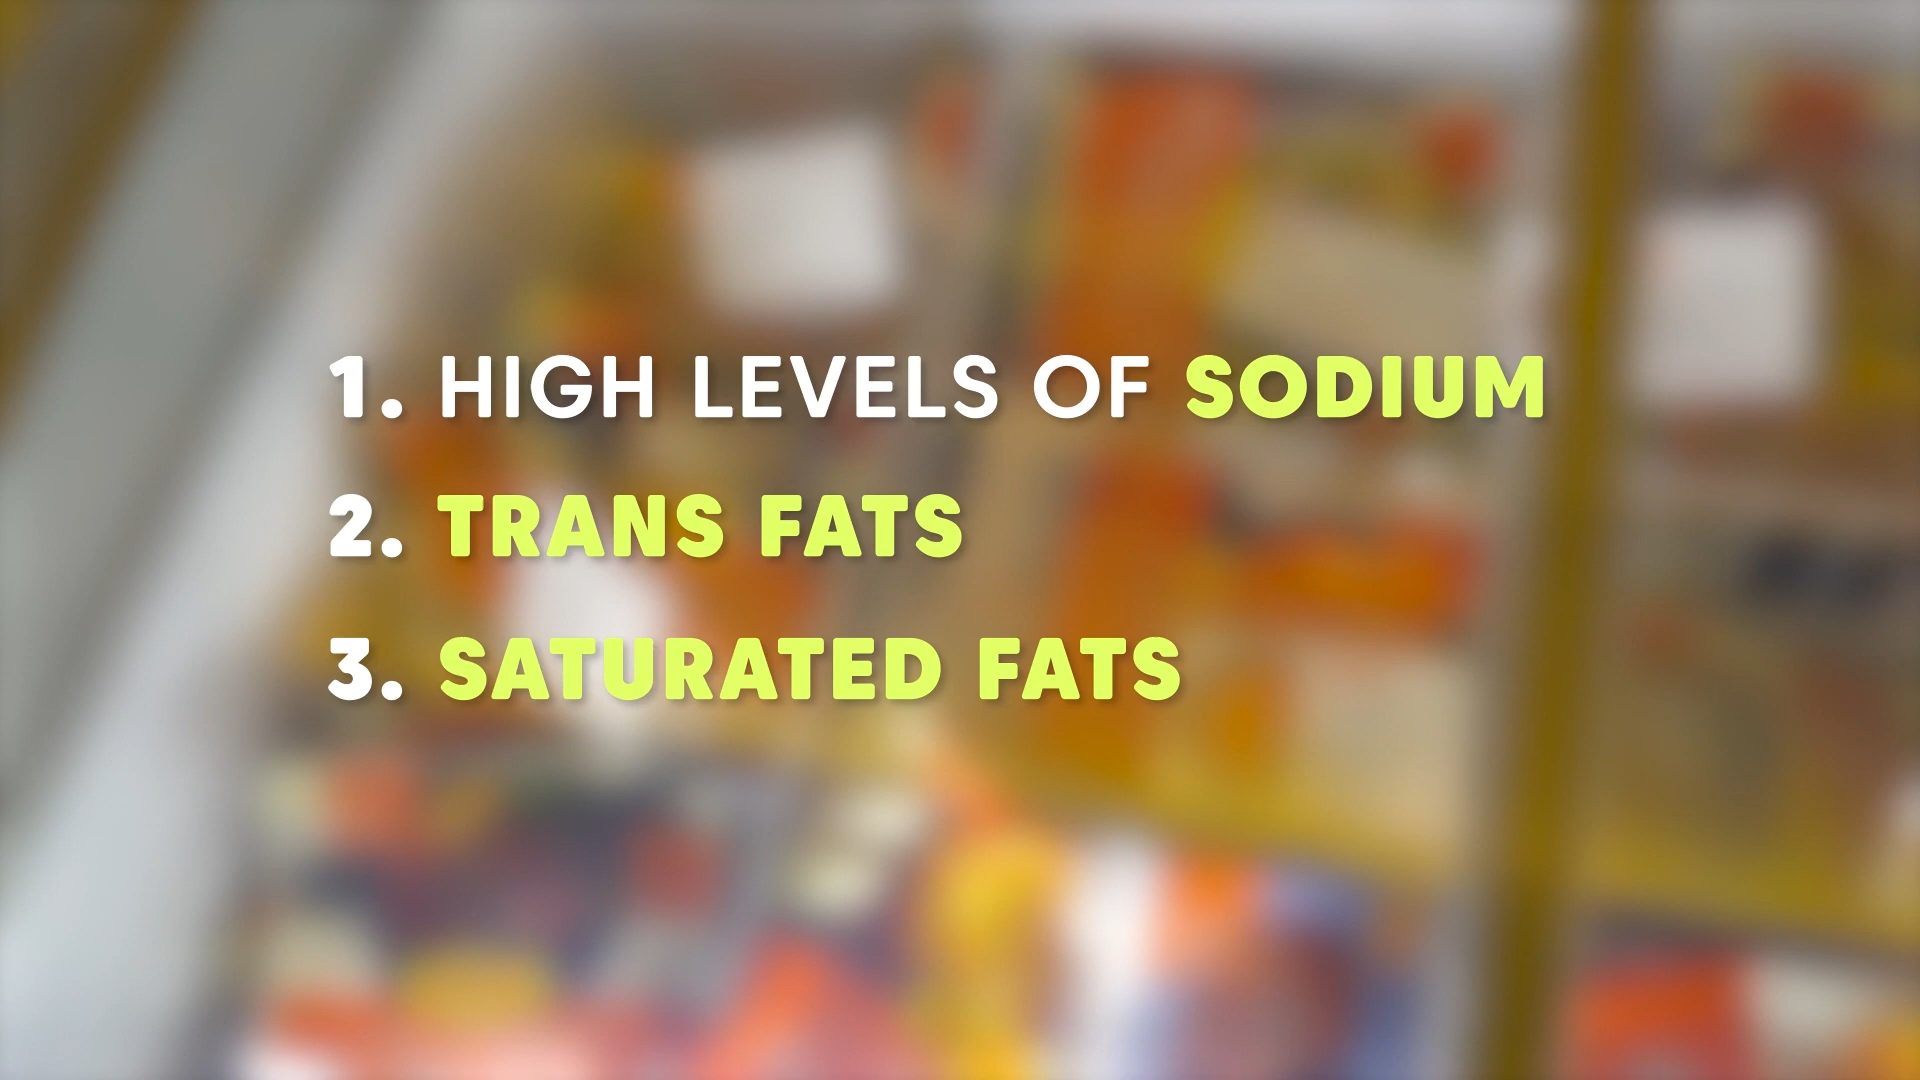 1. HIGH LEVELS OF SODIUM
2. TRANS FATS
3. SATURATED FATS